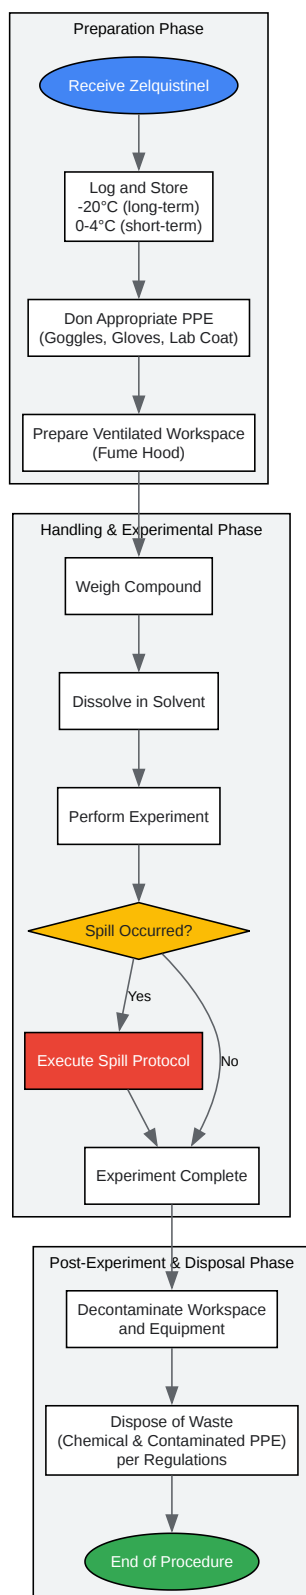 Preparation Phase
Receive Zelquistinel
Log and Store
-20°C (long-term)
0-4°C (short-term)
Don Appropriate PPE
(Goggles, Gloves, Lab Coat)
Prepare Ventilated Workspace
(Fume Hood)
Handling & Experimental Phase
Weigh Compound
Dissolve in Solvent
Perform Experiment
Spill Occurred?
Yes
Execute Spill Protocol
No
Experiment Complete
Post-Experiment & Disposal Phase
Decontaminate Workspace
and Equipment
Dispose of Waste
(Chemical & Contaminated PPE)
per Regulations
End of Procedure